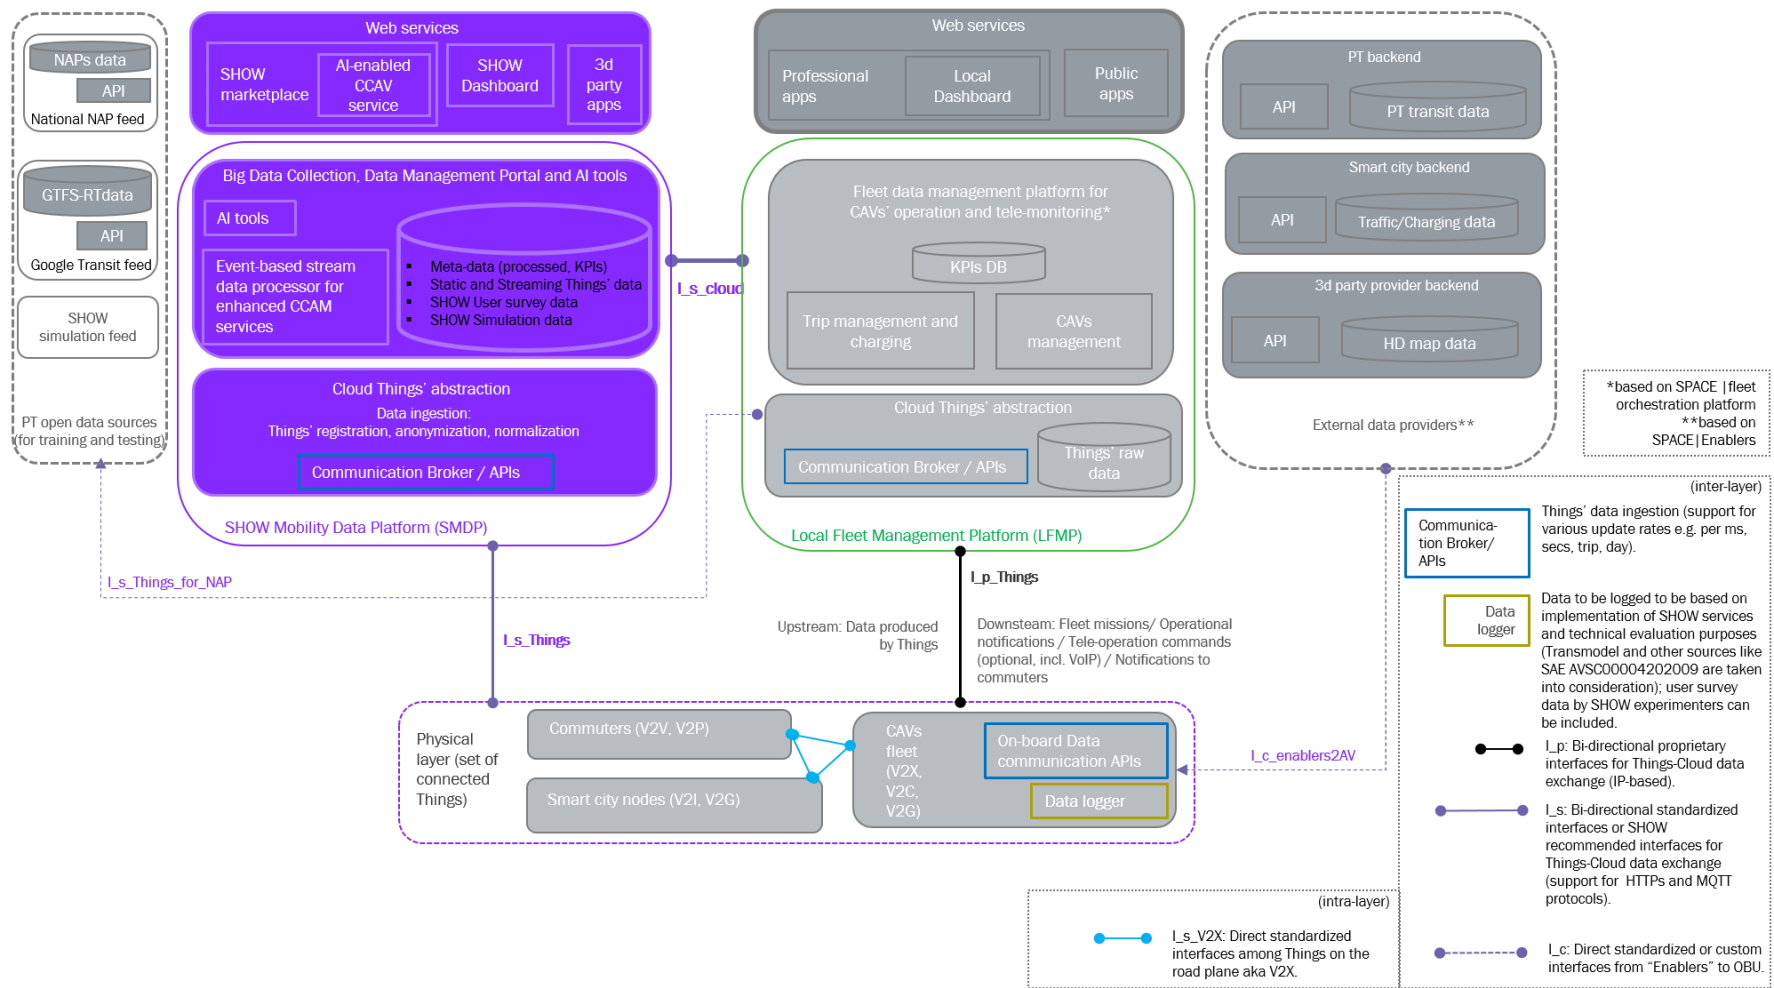 NAPs data
API
National NAP feed
GTFS-RTdata
API
Google Transit feed
SHOW
simulation feed
PT open data sources
(for training and testing)
Web services
SHOW
marketplace
AI-enabled
CCAV
service
SHOW
Dashboard
3d
party
apps
Big Data Collection, Data Management Portal and AI tools
AI tools
Event-based stream
data processor for
enhanced CCAM
services
▪ Meta-data (processed, KPIs)
▪ Static and Streaming Things’ data
▪ SHOW User survey data
▪ SHOW Simulation data
Cloud Things’ abstraction
Data ingestion:
Things’ registration, anonymization, normalization
Communication Broker / APIs
SHOW Mobility Data Platform (SMDP)
I_s_cloud
Web services
Professional
apps
Local
Dashboard
Public
apps
Fleet data management platform for
CAVs’ operation and tele-monitoring*
KPIs DB
Trip management and
charging
CAVs
management
Cloud Things’ abstraction
Communication Broker / APIs
Things’ raw
data
Local Fleet Management Platform (LFMP)
PT backend
API
PT transit data
Smart city backend
API
Traffic/Charging data
3d party provider backend
API
HD map data
External data providers**
*based on SPACE |fleet
orchestration platform
**based on
SPACE|Enablers
I_s_Things_for_NAP
I_s_Things
I_p_Things
Upstream: Data produced
by Things
Downsteam: Fleet missions/ Operational
notifications / Tele-operation commands
(optional, incl. VoIP) / Notifications to
commuters
I_c_enablers2AV
Physical
layer (set of
connected
Things)
Commuters (V2V, V2P)
Smart city nodes (V2I, V2G)
CAVs
fleet
(V2X,
V2C,
V2G)
On-board Data
communication APIs
Data logger
(inter-layer)
Communica-
tion Broker/
APIs
Things’ data ingestion (support for
various update rates e.g. per ms,
secs, trip, day).
Data
logger
Data to be logged to be based on
implementation of SHOW services
and technical evaluation purposes
(Transmodel and other sources like
SAE AVSC00004202009 are taken
into consideration); user survey
data by SHOW experimenters can
be included.
I_p: Bi-directional proprietary
interfaces for Things-Cloud data
exchange (IP-based).
I_s: Bi-directional standardized
interfaces or SHOW
recommended interfaces for
Things-Cloud data exchange
(support for HTTPs and MQTT
protocols).
I_c: Direct standardized or custom
interfaces from “Enablers” to OBU.
(intra-layer)
I_s_V2X: Direct standardized
interfaces among Things on the
road plane aka V2X.